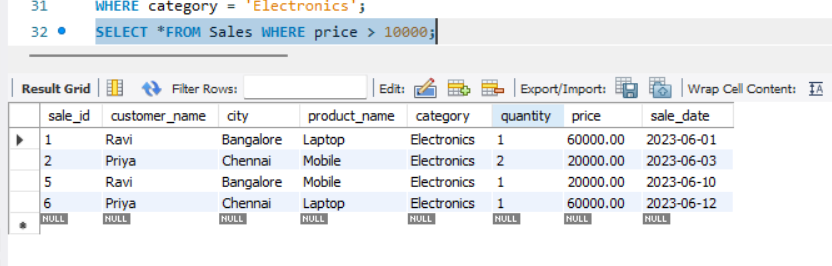 31 WHERE category = 'Electronics';
32 SELECT *FROM Sales WHERE price > 10000;
Result Grid Filter Rows: Edit: Export/Import: Wrap Cell Content: IA
sale_id customer_name city product_name category quantity price sale_date
1 Ravi Bangalore Laptop Electronics 1 60000.00 2023-06-01
2 Priya Chennai Mobile Electronics 2 20000.00 2023-06-03
5 Ravi Bangalore Mobile Electronics 1 20000.00 2023-06-10
6 Priya Chennai Laptop Electronics 1 60000.00 2023-06-12
NULL NULL NULL NULL NULL NULL NULL NULL